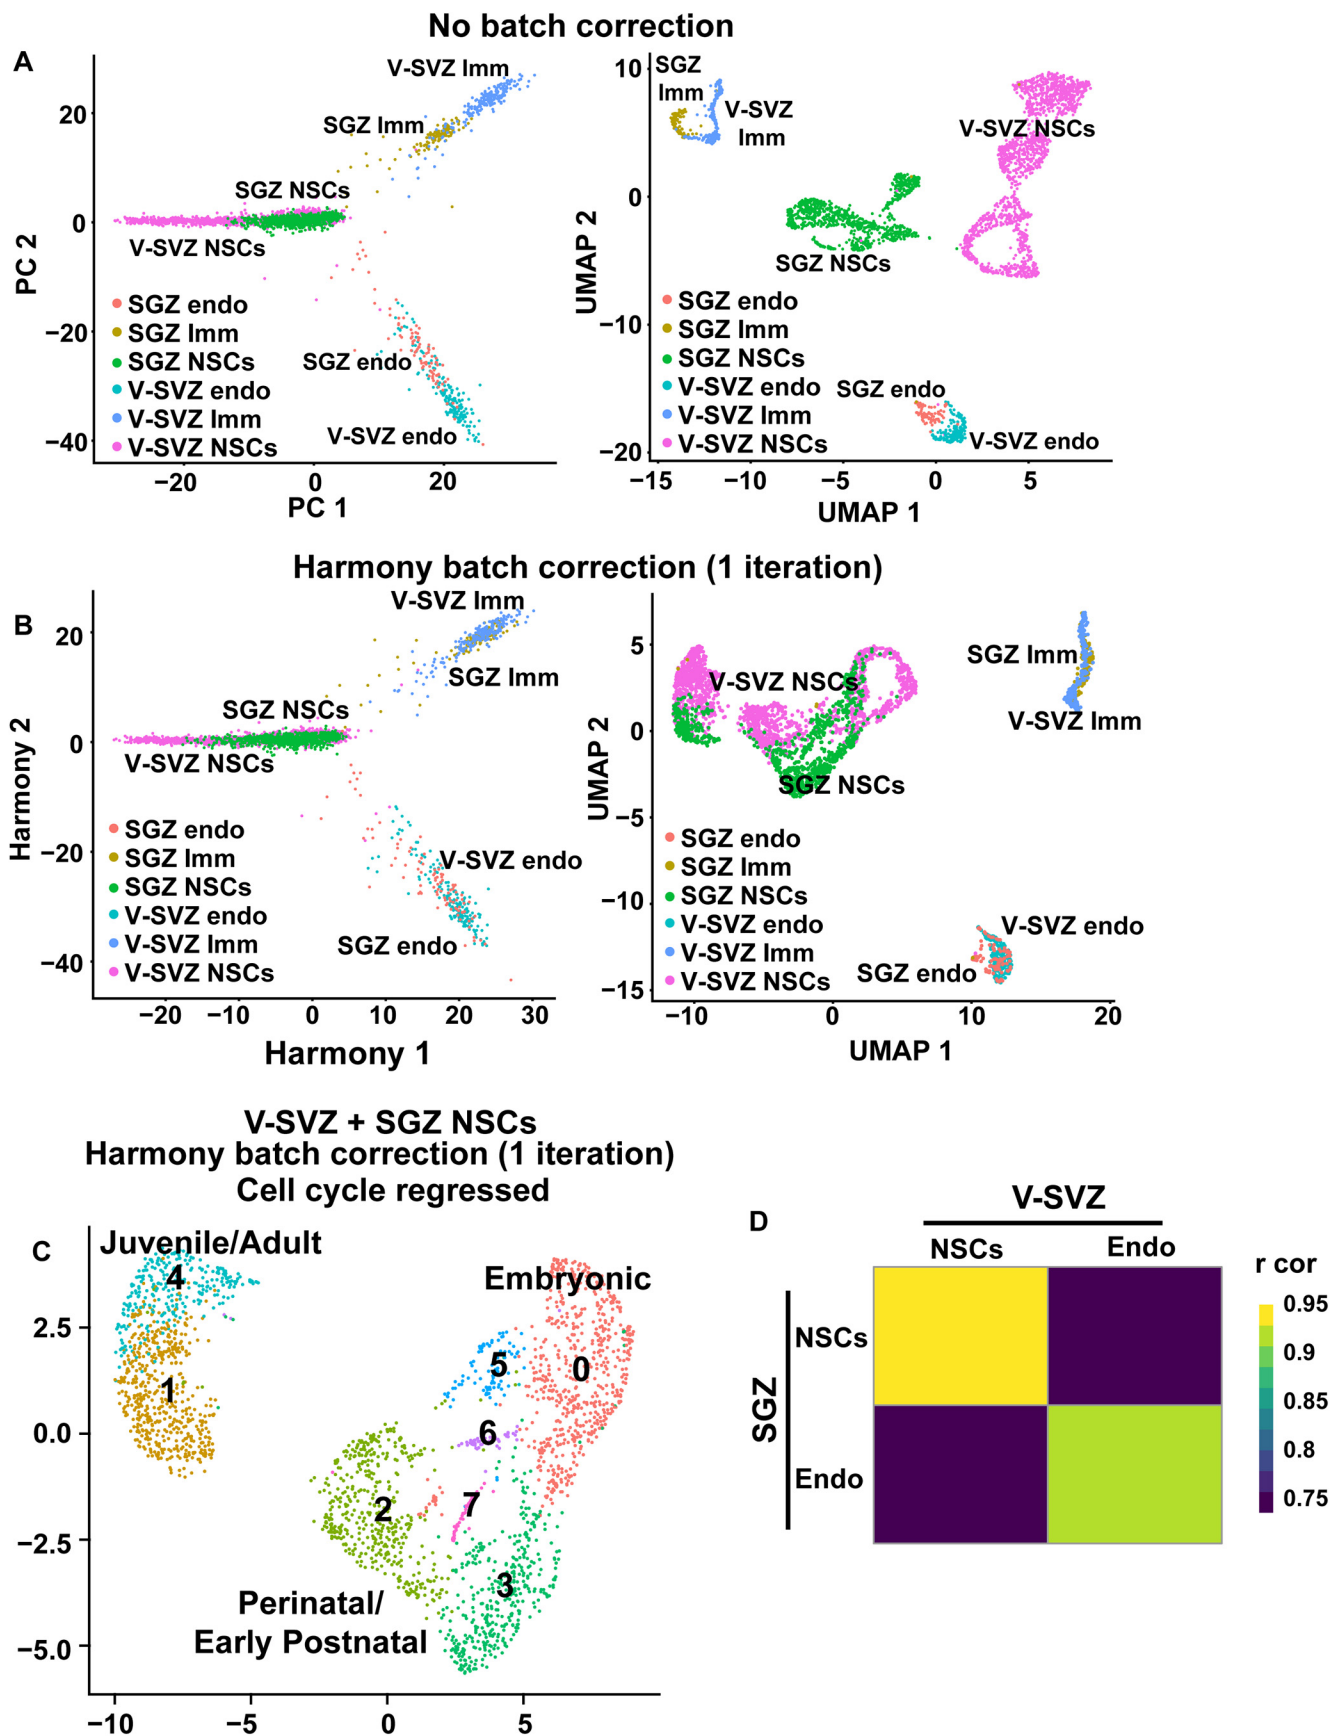 No batch correction
A
V-SVZ Imm
SGZ Imm
SGZ NSCs
V-SVZ NSCs
SGZ endo
V-SVZ endo
SGZ endo
SGZ Imm
SGZ NSCs
V-SVZ endo
V-SVZ Imm
V-SVZ NSCs
20
0
−20
−40
PC 2
−20
0
20
PC 1
SGZ
Imm
V-SVZ
Imm
V-SVZ NSCs
SGZ NSCs
SGZ endo
SGZ Imm
SGZ NSCs
V-SVZ endo
V-SVZ Imm
V-SVZ NSCs
SGZ endo
V-SVZ endo
10
0
−10
−20
UMAP 2
−15
−10
−5
0
5
UMAP 1
Harmony batch correction (1 iteration)
B
V-SVZ Imm
SGZ Imm
SGZ NSCs
V-SVZ NSCs
V-SVZ endo
SGZ endo
SGZ endo
SGZ Imm
SGZ NSCs
V-SVZ endo
V-SVZ Imm
V-SVZ NSCs
20
0
−20
−40
Harmony 2
−20
−10
0
10
20
30
Harmony 1
V-SVZ NSCs
SGZ NSCs
SGZ Imm
V-SVZ Imm
SGZ endo
SGZ Imm
SGZ NSCs
V-SVZ endo
V-SVZ Imm
V-SVZ NSCs
V-SVZ endo
SGZ endo
5
0
−5
−10
−15
UMAP 2
−10
0
10
20
UMAP 1
V-SVZ + SGZ NSCs
Harmony batch correction (1 iteration)
Cell cycle regressed
C
Juvenile/Adult
Embryonic
4
1
5
0
6
2
7
3
Perinatal/
Early Postnatal
2.5
0.0
−2.5
−5.0
−10
−5
0
5
D
V-SVZ
NSCs
Endo
SGZ
NSCs
Endo
r cor
0.95
0.9
0.85
0.8
0.75